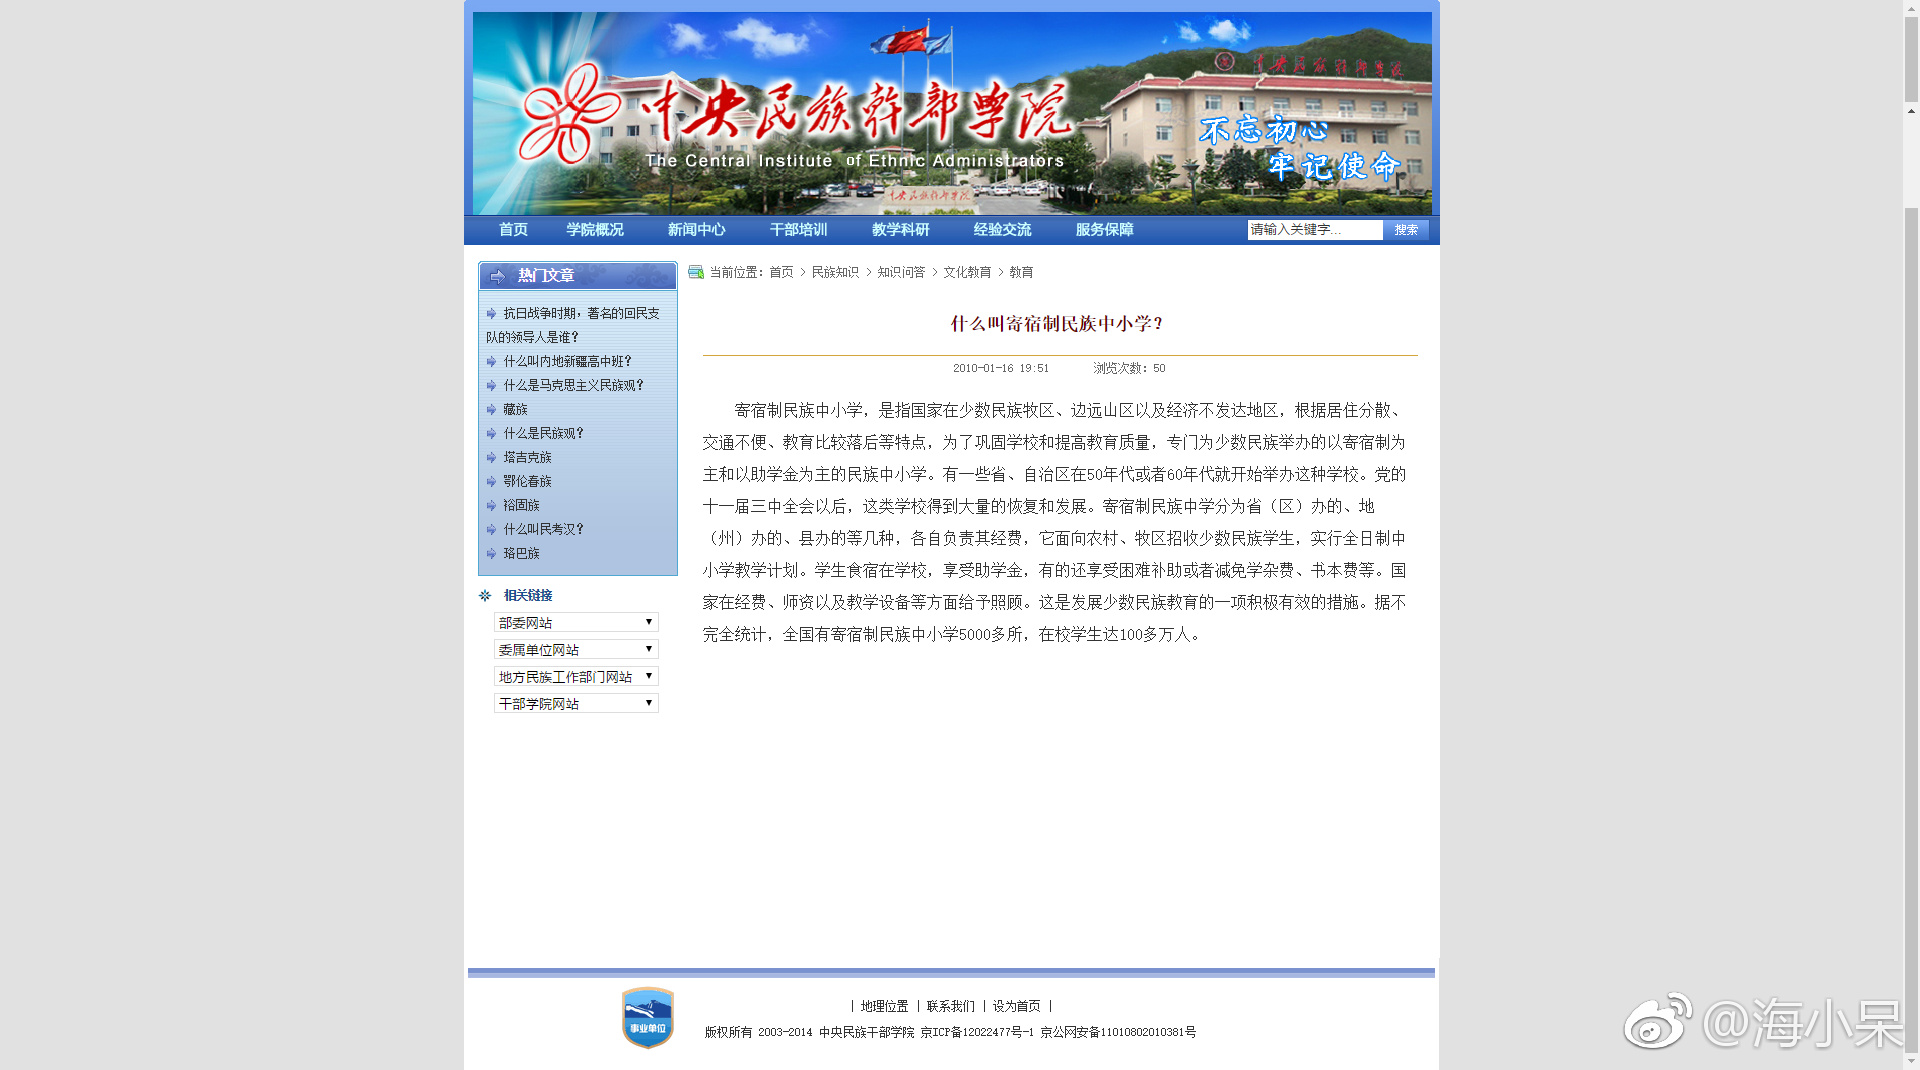 中央民族幹部学院
The Central Institute of Ethnic Administrators
中央民族幹部学院
中央民族幹部学院
不忘初心
牢记使命
首页 学院概况 新闻中心 干部培训 教学科研 经验交流 服务保障 请输入关键字... 搜索
热门文章
抗日战争时期，著名的回民支
队的领导人是谁？
什么叫内地新疆高中班？
什么是马克思主义民族观？
藏族
什么是民族观？
塔吉克族
鄂伦春族
裕固族
什么叫民考汉？
珞巴族
相关链接
部委网站
委属单位网站
地方民族工作部门网站
干部学院网站
当前位置：首页 > 民族知识 > 知识问答 > 文化教育 > 教育
什么叫寄宿制民族中小学？
2010-01-16 19:51 浏览次数：50
寄宿制民族中小学，是指国家在少数民族牧区、边远山区以及经济不发达地区，根据居住分散、
交通不便、教育比较落后等特点，为了巩固学校和提高教育质量，专门为少数民族举办的以寄宿制为
主和以助学金为主的民族中小学。有一些省、自治区在50年代或者60年代就开始举办这种学校。党的
十一届三中全会以后，这类学校得到大量的恢复和发展。寄宿制民族中学分为省（区）办的、地
（州）办的、县办的等几种，各自负责其经费，它面向农村、牧区招收少数民族学生，实行全日制中
小学教学计划。学生食宿在学校，享受助学金，有的还享受困难补助或者减免学杂费、书本费等。国
家在经费、师资以及教学设备等方面给予照顾。这是发展少数民族教育的一项积极有效的措施。据不
完全统计，全国有寄宿制民族中小学5000多所，在校学生达100多万人。
事业单位
| 地理位置 | 联系我们 | 设为首页 |
版权所有 2003-2014 中央民族干部学院 京ICP备12022477号-1 京公网安备11010802010381号
@海小呆